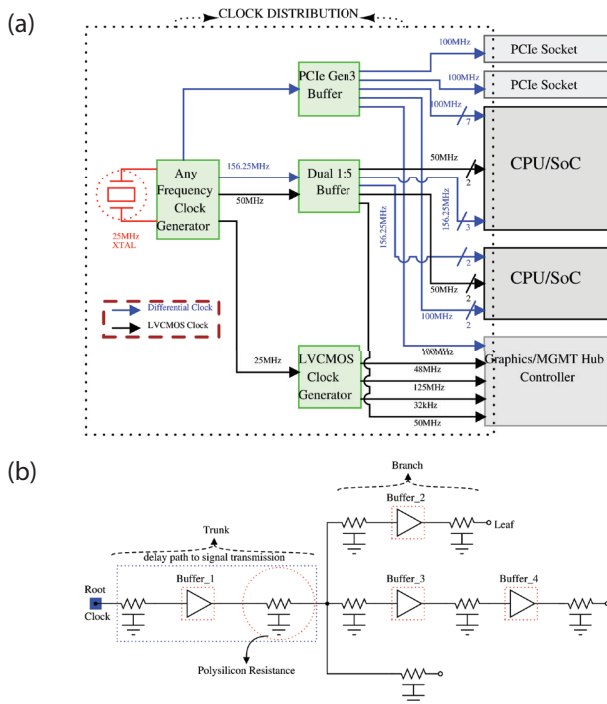 (a)
CLOCK DISTRIBUTION
100MHz
PCIe Socket
PCIe Gen3
Buffer
100MHz
PCIe Socket
100MHz
7
CPU/SoC
50MHz
2
Any
Frequency
Clock
Generator
156.25MHz
50MHz
Dual 1:5
Buffer
156.25MHz
156.25MHz
3
25MHz
XTAL
2
CPU/SoC
50MHz
2
100MHz
2
Differential Clock
LVCMOS Clock
25MHz
LVCMOS
Clock
Generator
100MHz
48MHz
125MHz
32kHz
50MHz
Graphics/MGMT Hub
Controller
(b)
Branch
Buffer_2
Leaf
Trunk
delay path to signal transmission
Root
Clock
Buffer_1
Buffer_3
Buffer_4
Polysilicon Resistance